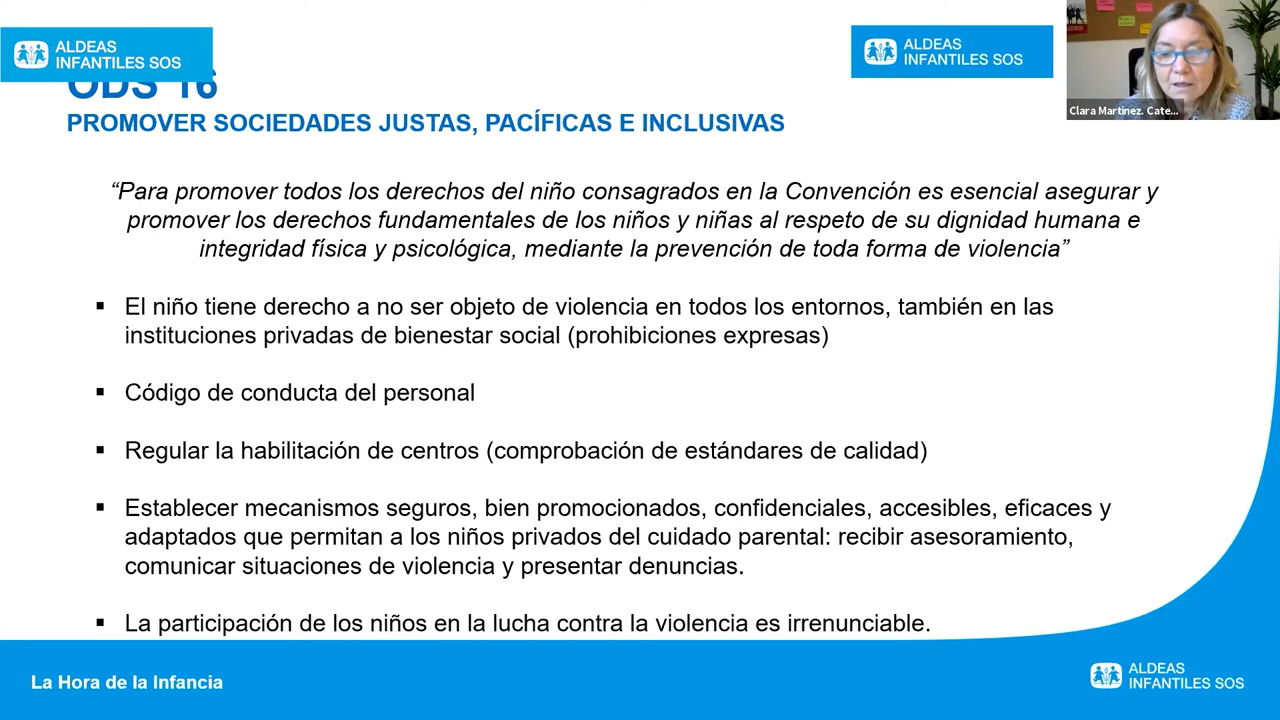 ALDEAS
INFANTILES SOS
ALDEAS
INFANTILES SOS
Clara Martínez. Cate...
ODS 16
PROMOVER SOCIEDADES JUSTAS, PACÍFICAS E INCLUSIVAS
“Para promover todos los derechos del niño consagrados en la Convención es esencial asegurar y
promover los derechos fundamentales de los niños y niñas al respeto de su dignidad humana e
integridad física y psicológica, mediante la prevención de toda forma de violencia”
▪ El niño tiene derecho a no ser objeto de violencia en todos los entornos, también en las
instituciones privadas de bienestar social (prohibiciones expresas)
▪ Código de conducta del personal
▪ Regular la habilitación de centros (comprobación de estándares de calidad)
▪ Establecer mecanismos seguros, bien promocionados, confidenciales, accesibles, eficaces y
adaptados que permitan a los niños privados del cuidado parental: recibir asesoramiento,
comunicar situaciones de violencia y presentar denuncias.
▪ La participación de los niños en la lucha contra la violencia es irrenunciable.
La Hora de la Infancia
ALDEAS
INFANTILES SOS